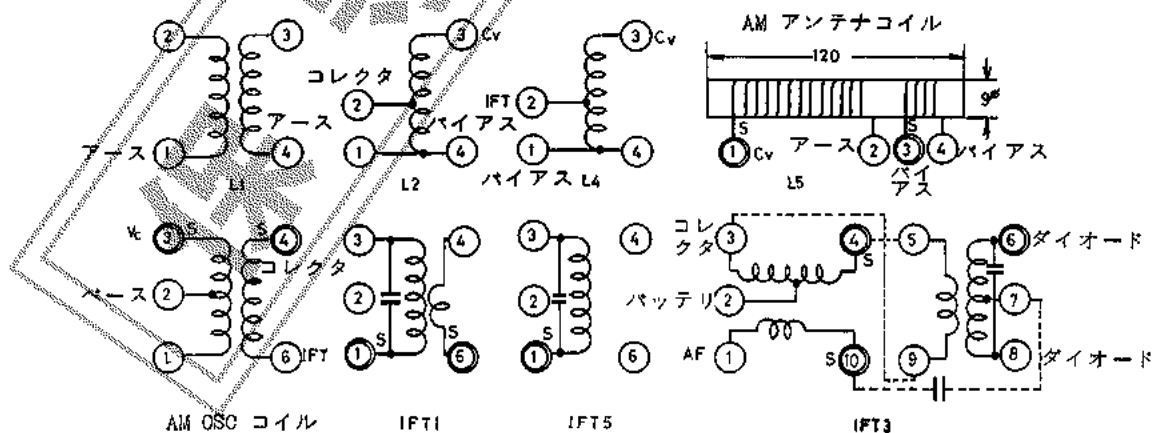 AM アンテナコイル
120
9ø
2
3
コレクタ
アース
アース
1
4
L1
3
Cv
2
バイアス
1
4
L2
3
Cv
IFT
2
1
4
バイアス
L4
S
1
Cv
アース
2
S
3
4
バイアス
バイ
アス
L5
Vc
3
S
S
4
コレクタ
ベース
2
1
6
IFT
AM OSC コイル
3
4
2
1
S
S
6
IFT1
3
4
2
1
S
6
IFT5
コレ
クタ
3
4
S
5
6
ダイオード
バッテリ
2
7
AF
1
S
10
9
8
ダイオード
IFT3